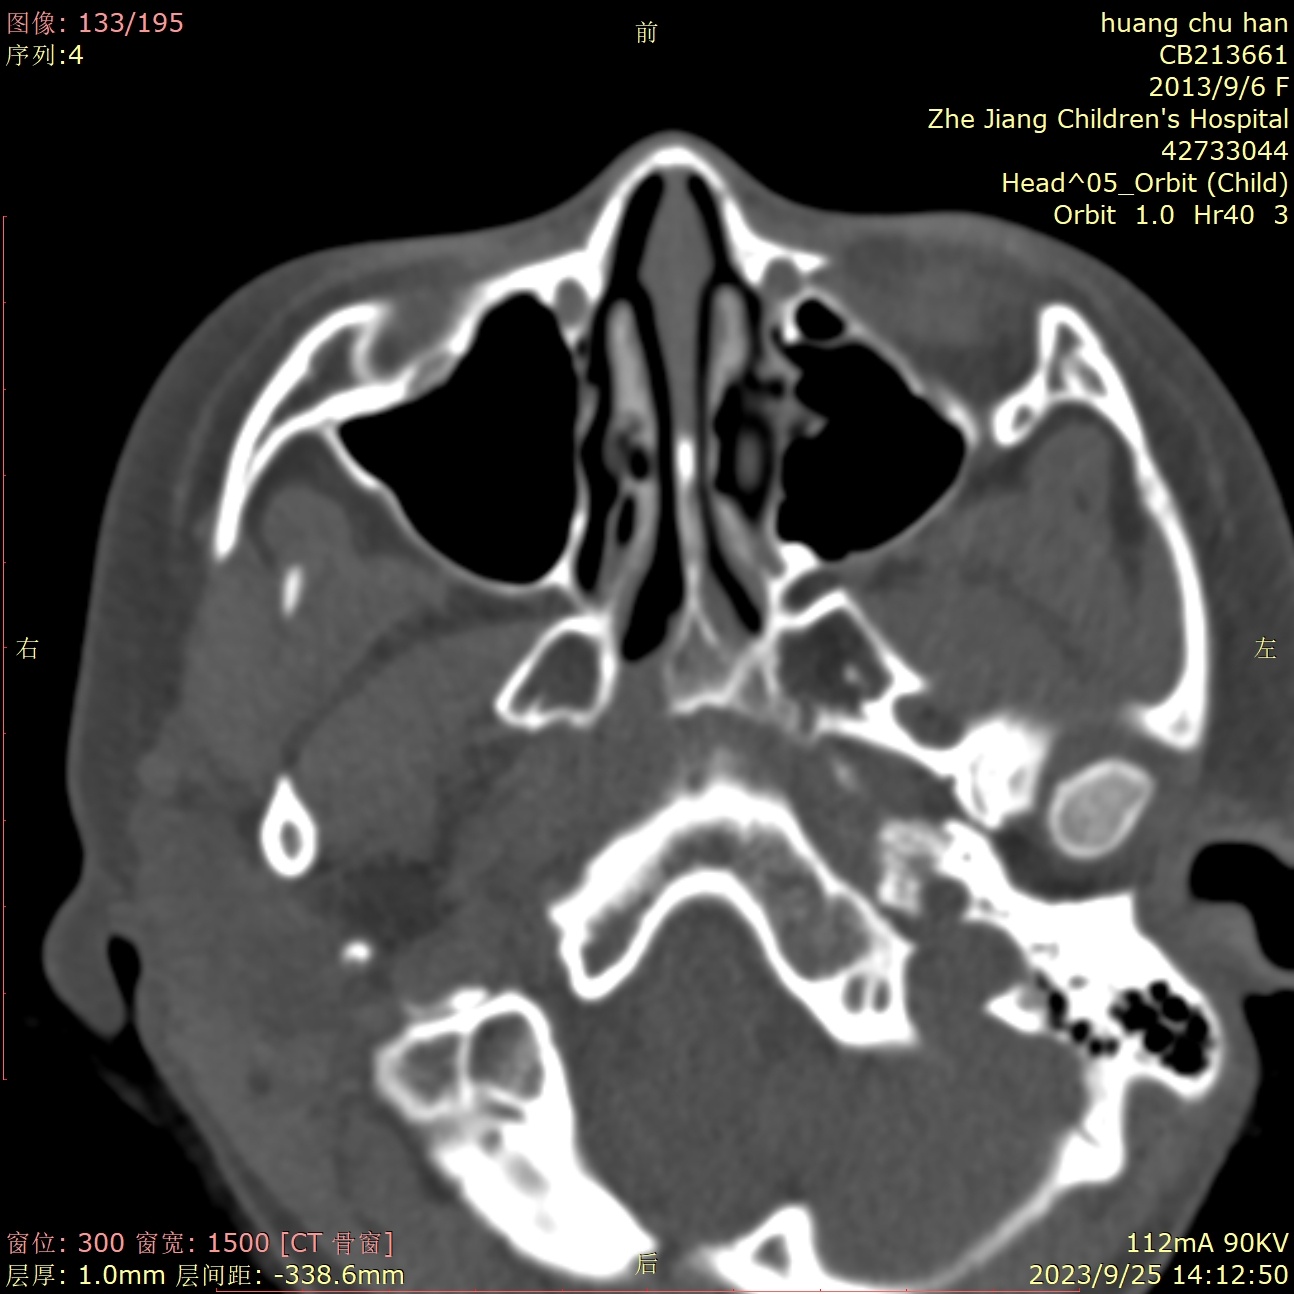 图像: 133/195
序列:4
前
huang chu han
CB213661
2013/9/6 F
Zhe Jiang Children's Hospital
42733044
Head^05_Orbit (Child)
Orbit 1.0 Hr40 3
右
左
窗位: 300 窗宽: 1500 [CT 骨窗]
层厚: 1.0mm 层间距: -338.6mm
后
112mA 90KV
2023/9/25 14:12:50